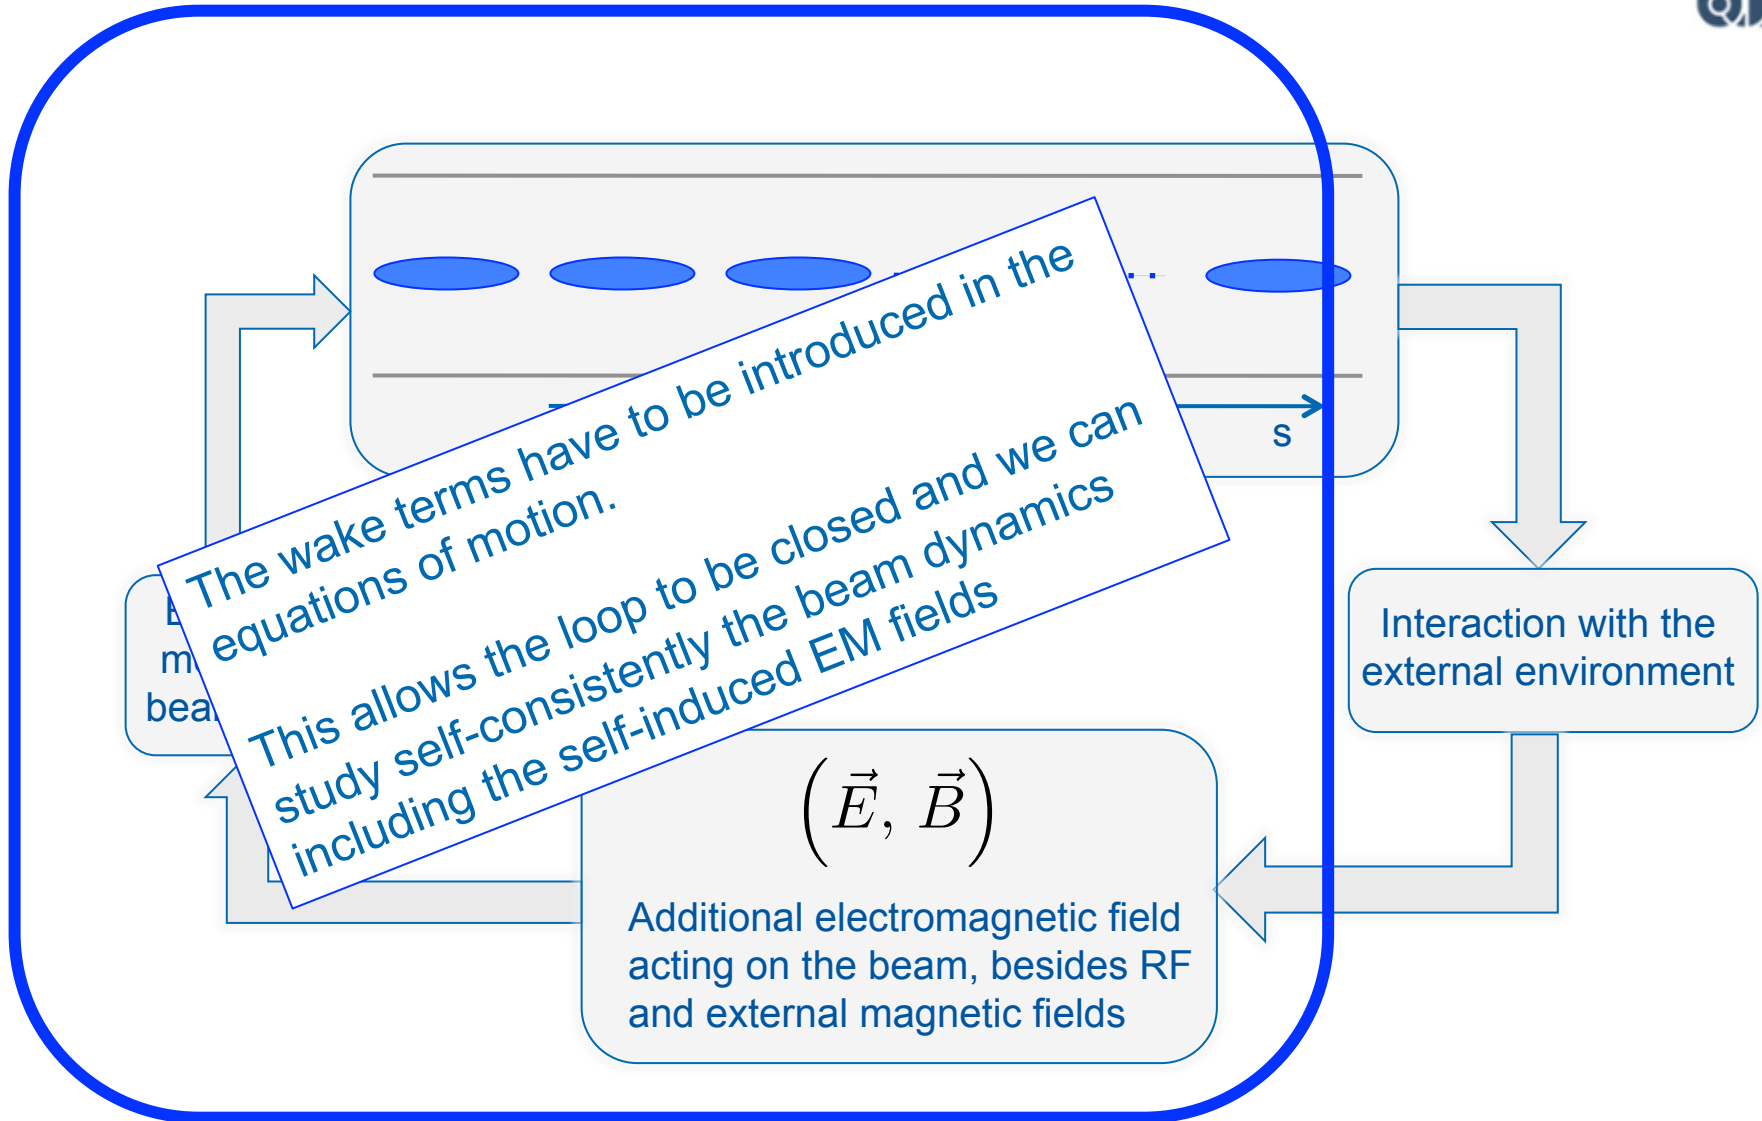 s
The wake terms have to be introduced in the
equations of motion.
This allows the loop to be closed and we can
study self-consistently the beam dynamics
including the self-induced EM fields
Interaction with the
external environment
(E⃗, B⃗)
Additional electromagnetic field
acting on the beam, besides RF
and external magnetic fields